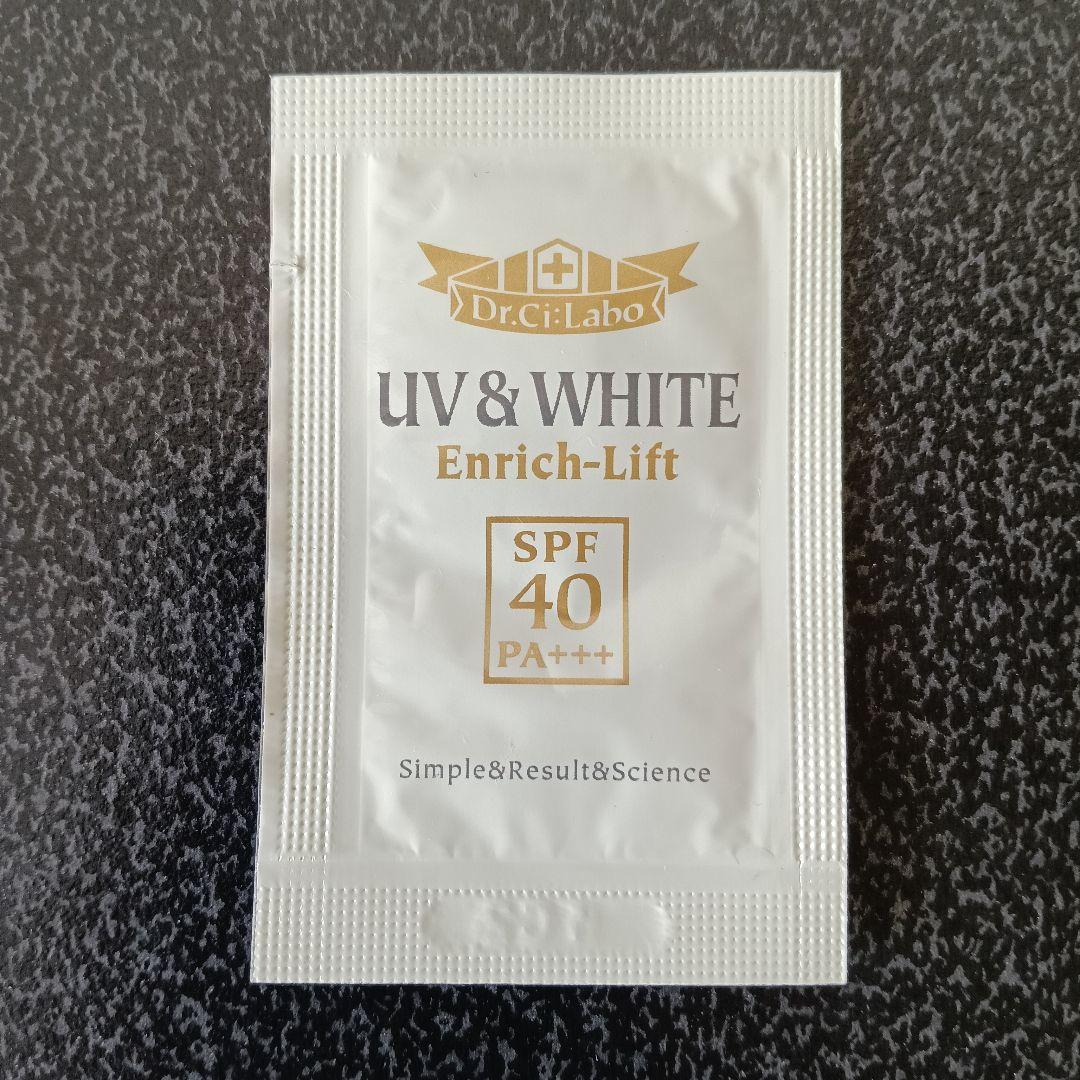 Dr.Ci:Labo
UV & WHITE
Enrich-Lift
SPF
40
PA+++
Simple&Result&Science